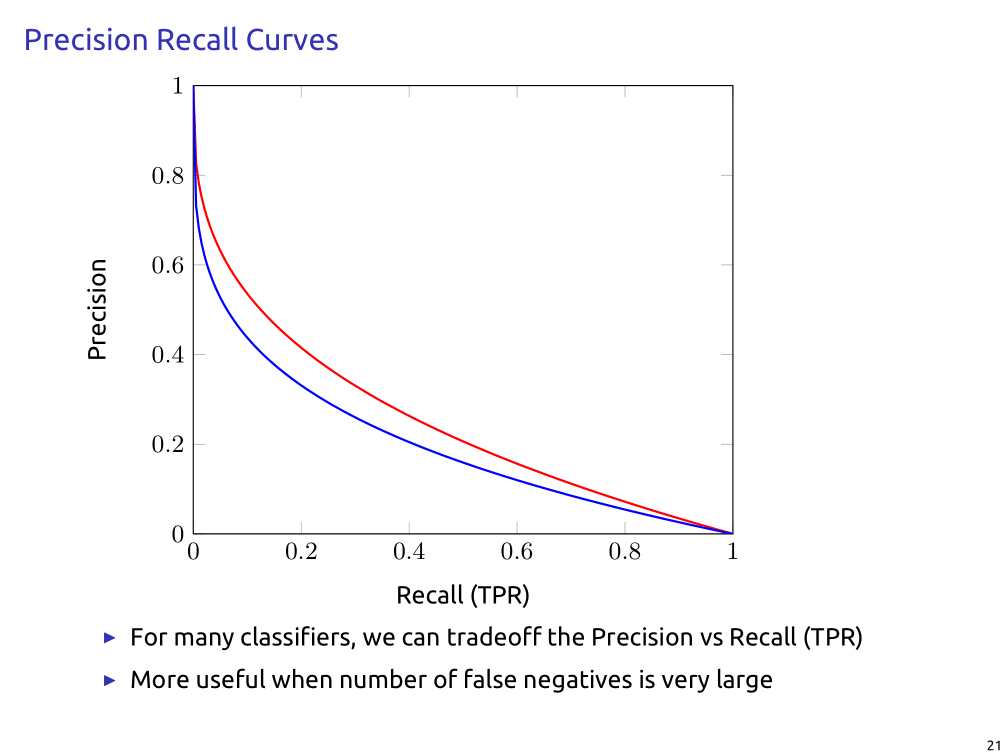 Precision Recall Curves
1
0.8
0.6
0.4
0.2
0
Precision
0 0.2 0.4 0.6 0.8 1
Recall (TPR)
▶ For many classifiers, we can tradeoff the Precision vs Recall (TPR)
▶ More useful when number of false negatives is very large
21